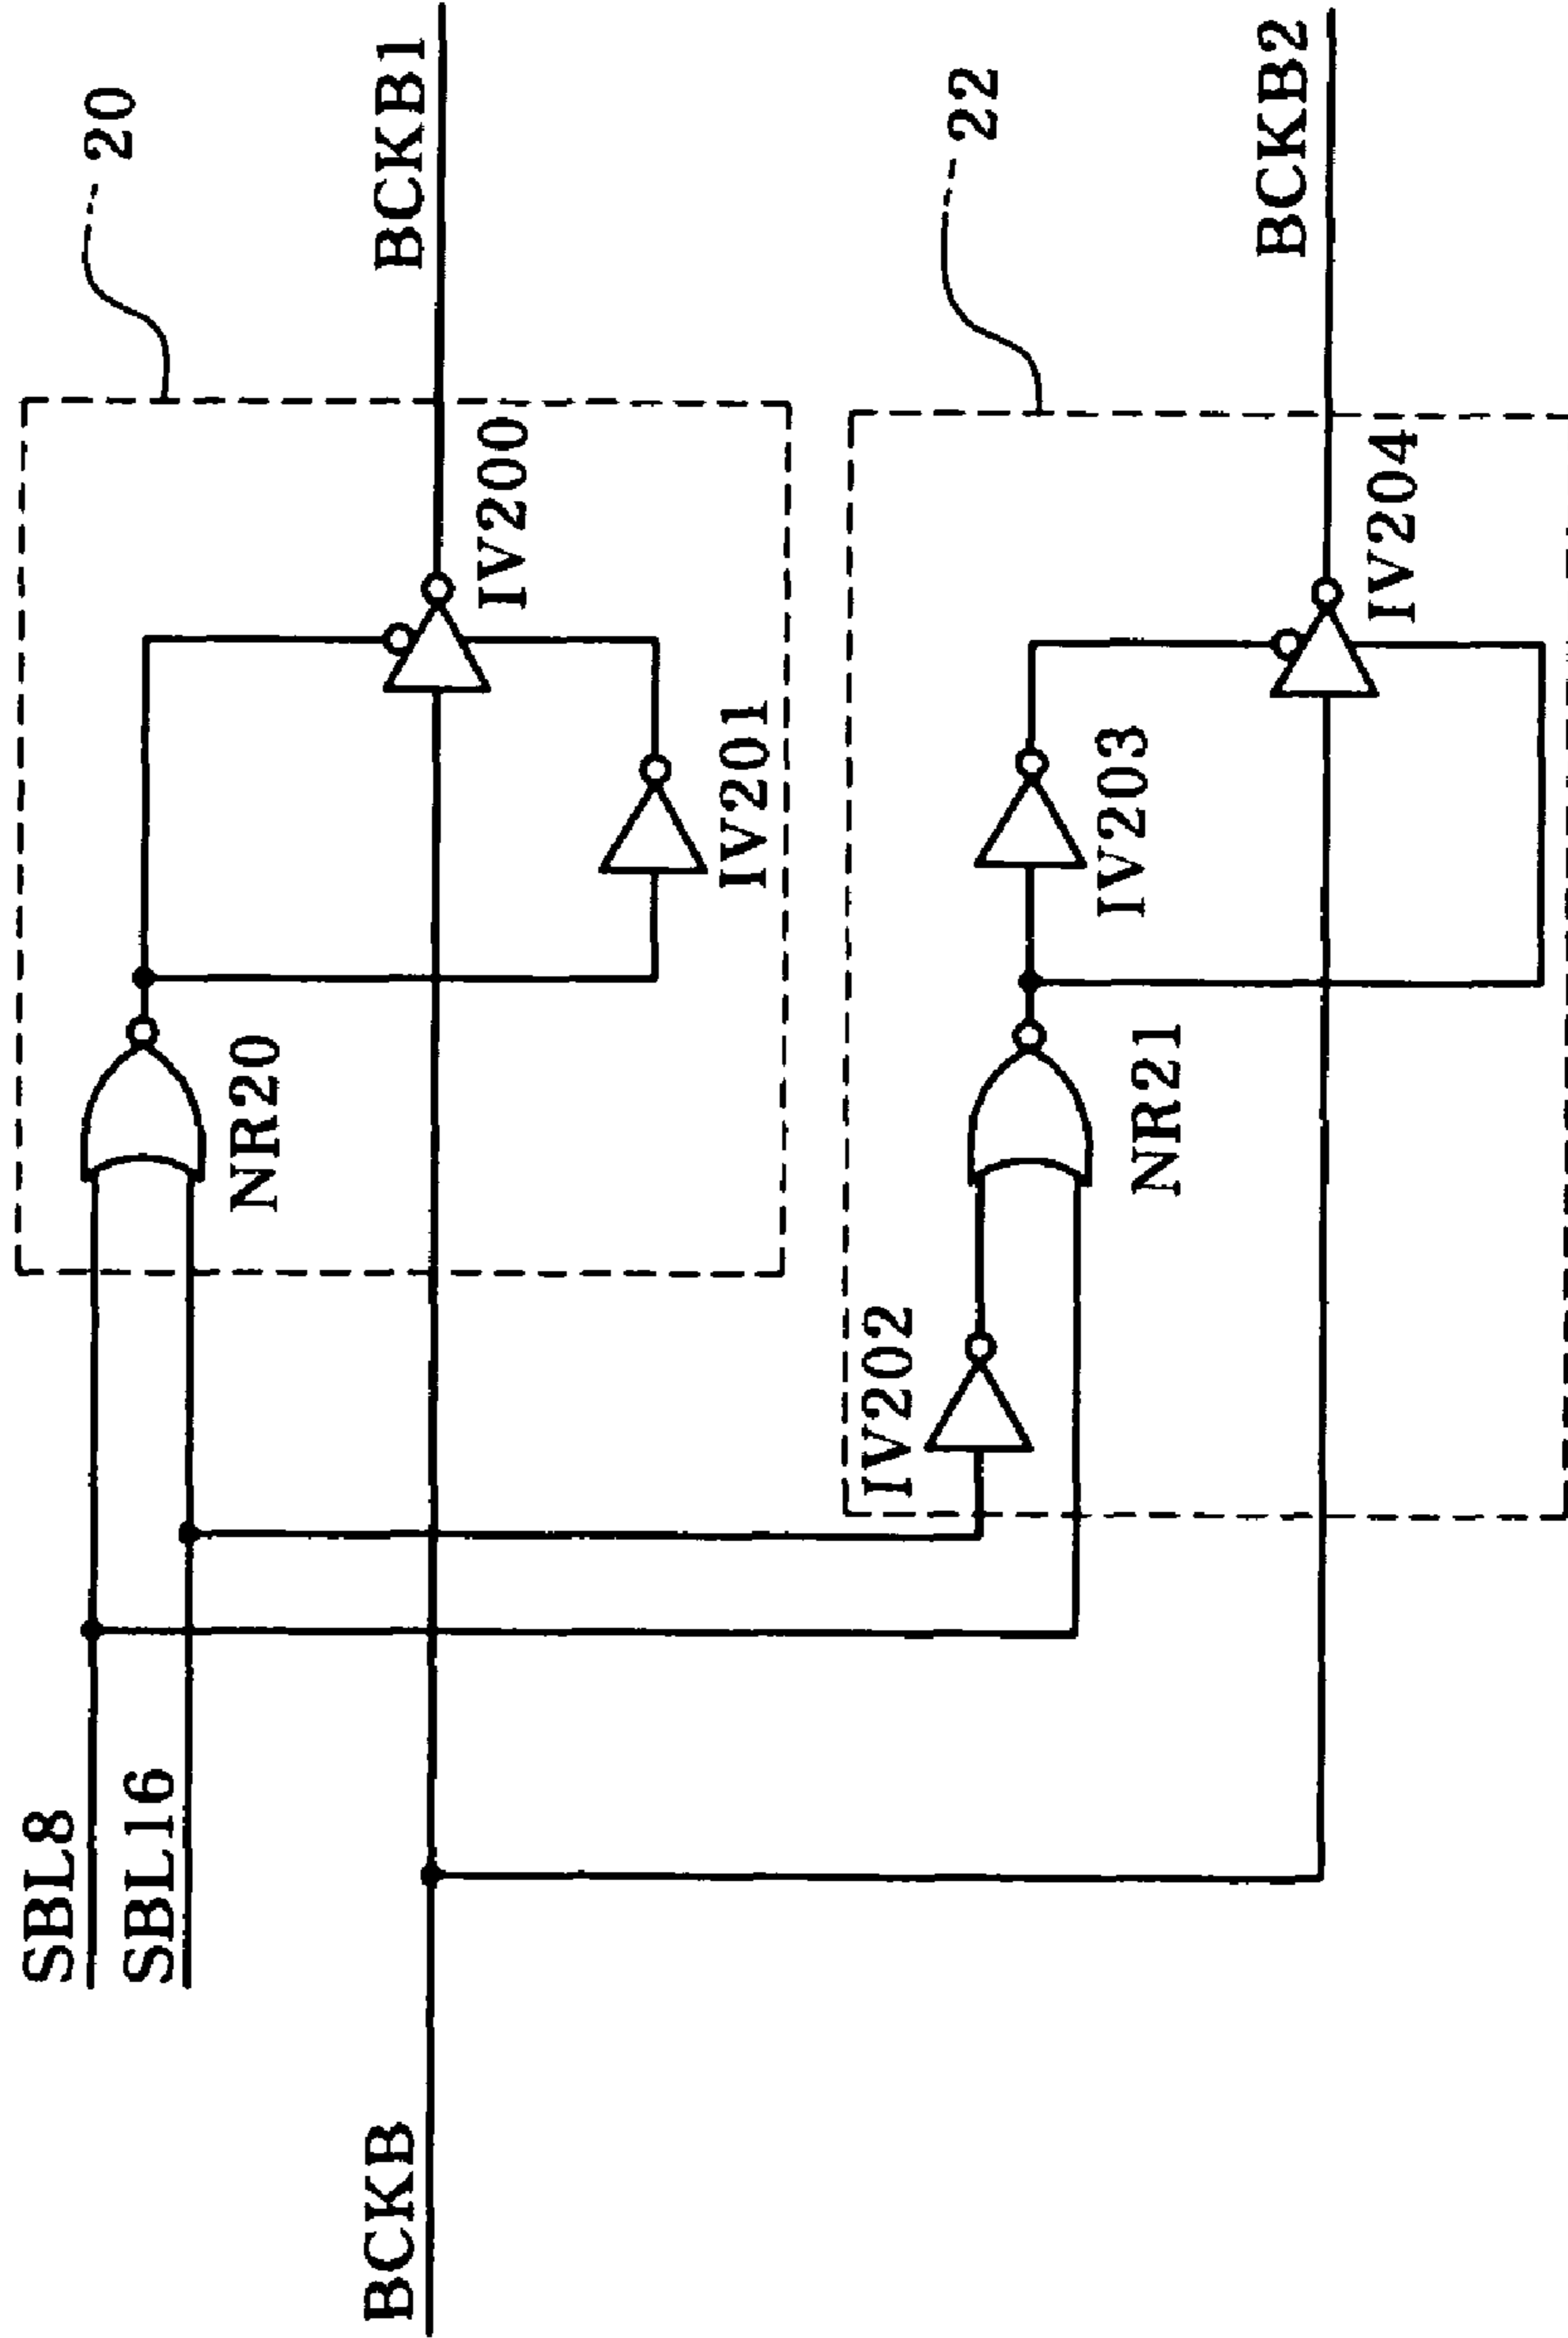 SBL8
SBL16
BCKB
NR20
IV201
IV200
20
BCKB1
IV202
NR21
IV203
IV204
22
BCKB2